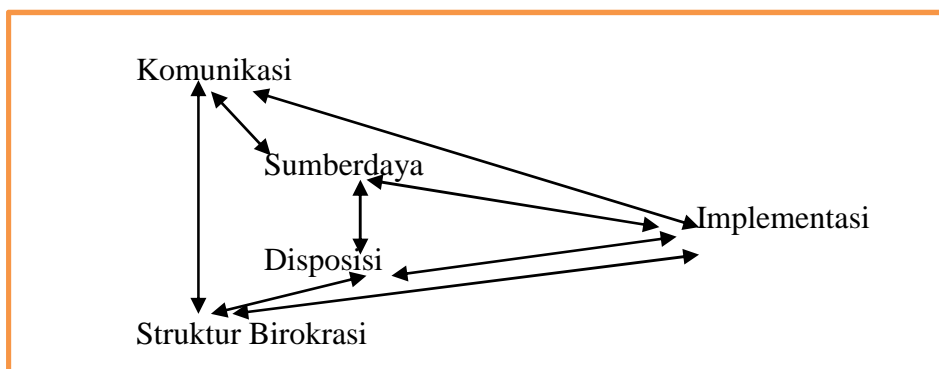 Komunikasi
Sumberdaya
Implementasi
Disposisi
Struktur Birokrasi